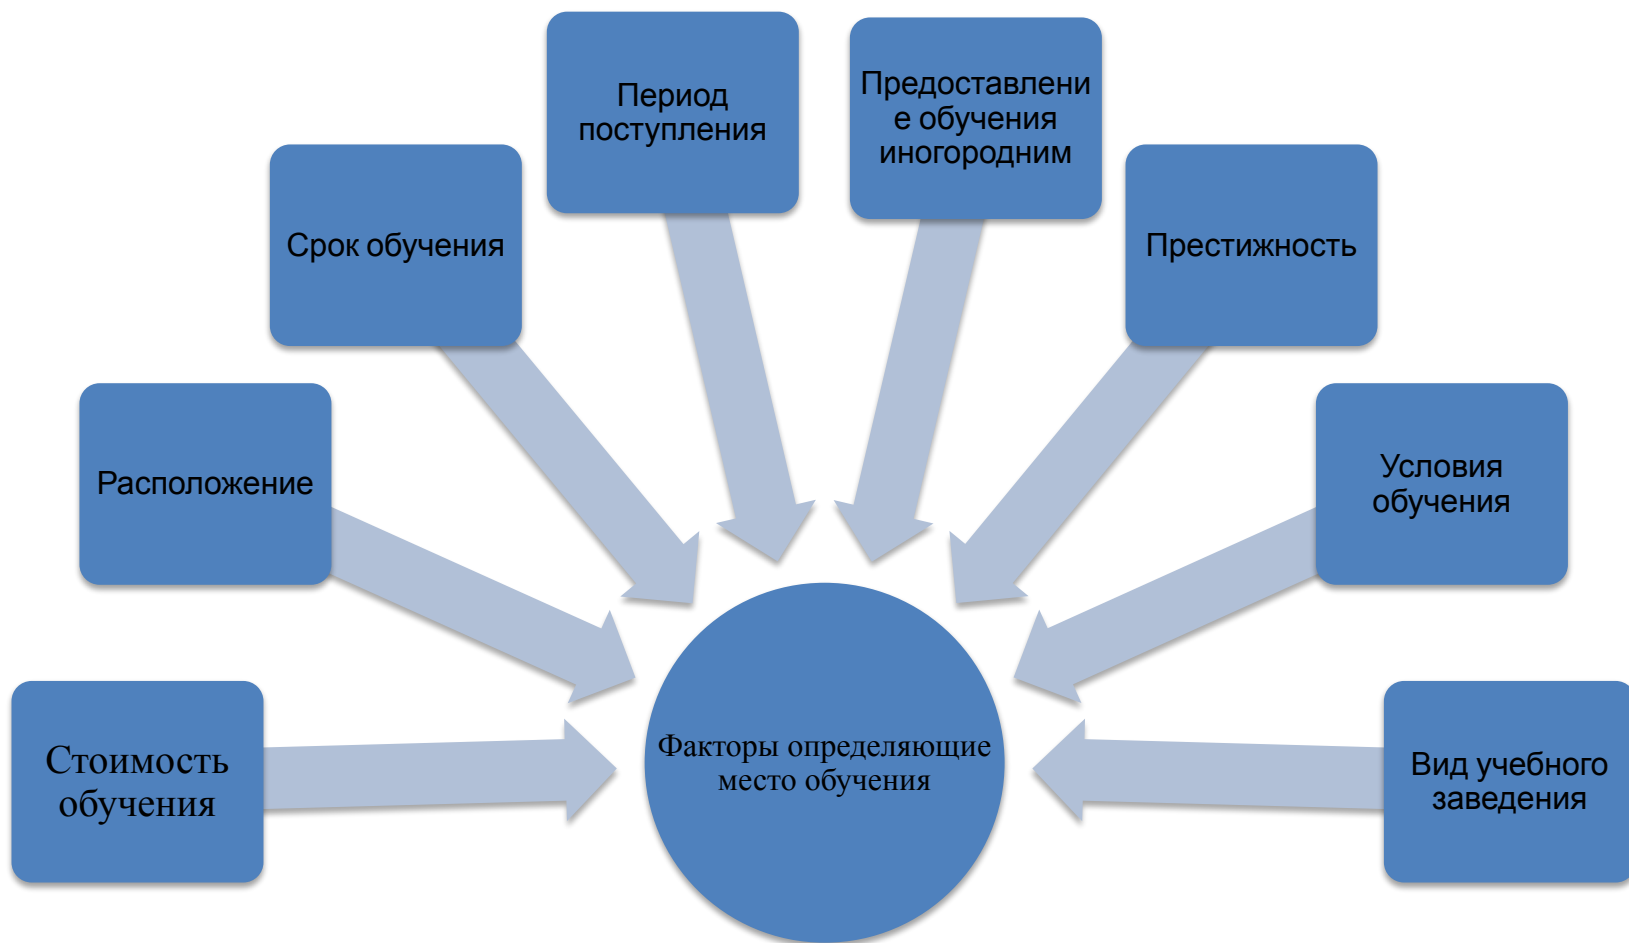 Период
поступления
Предоставлени
е обучения
иногородним
Срок обучения
Престижность
Расположение
Условия
обучения
Стоимость
обучения
Факторы определяющие
место обучения
Вид учебного
заведения